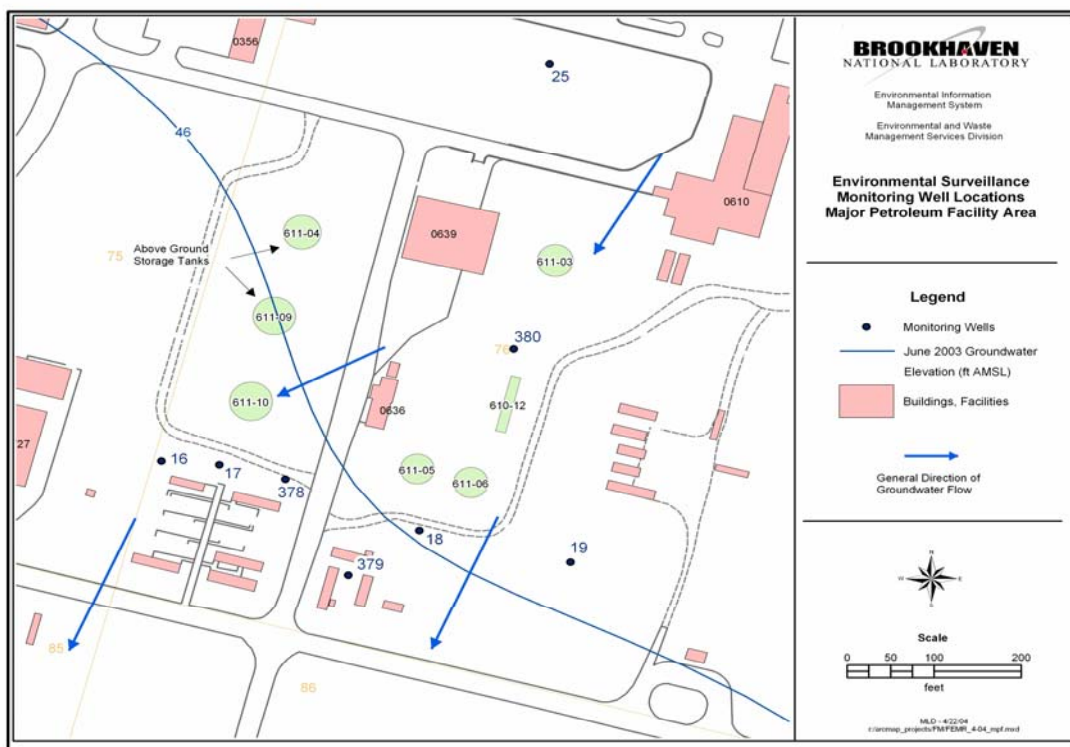 0356
25
46
611-04
0639
0610
75
Above Ground
Storage Tanks
611-03
611-09
380
76
611-10
0636
610-12
27
16
17
378
611-05
611-06
18
19
379
85
86
BROOKHAVEN
NATIONAL LABORATORY
Environmental Information
Management System
Environmental and Waste
Management Services Division
Environmental Surveillance
Monitoring Well Locations
Major Petroleum Facility Area
Legend
Monitoring Wells
June 2003 Groundwater
Elevation (ft AMSL)
Buildings, Facilities
General Direction of
Groundwater Flow
N
W E
S
Scale
0 50 100 200
feet
MLD - 4/22/04